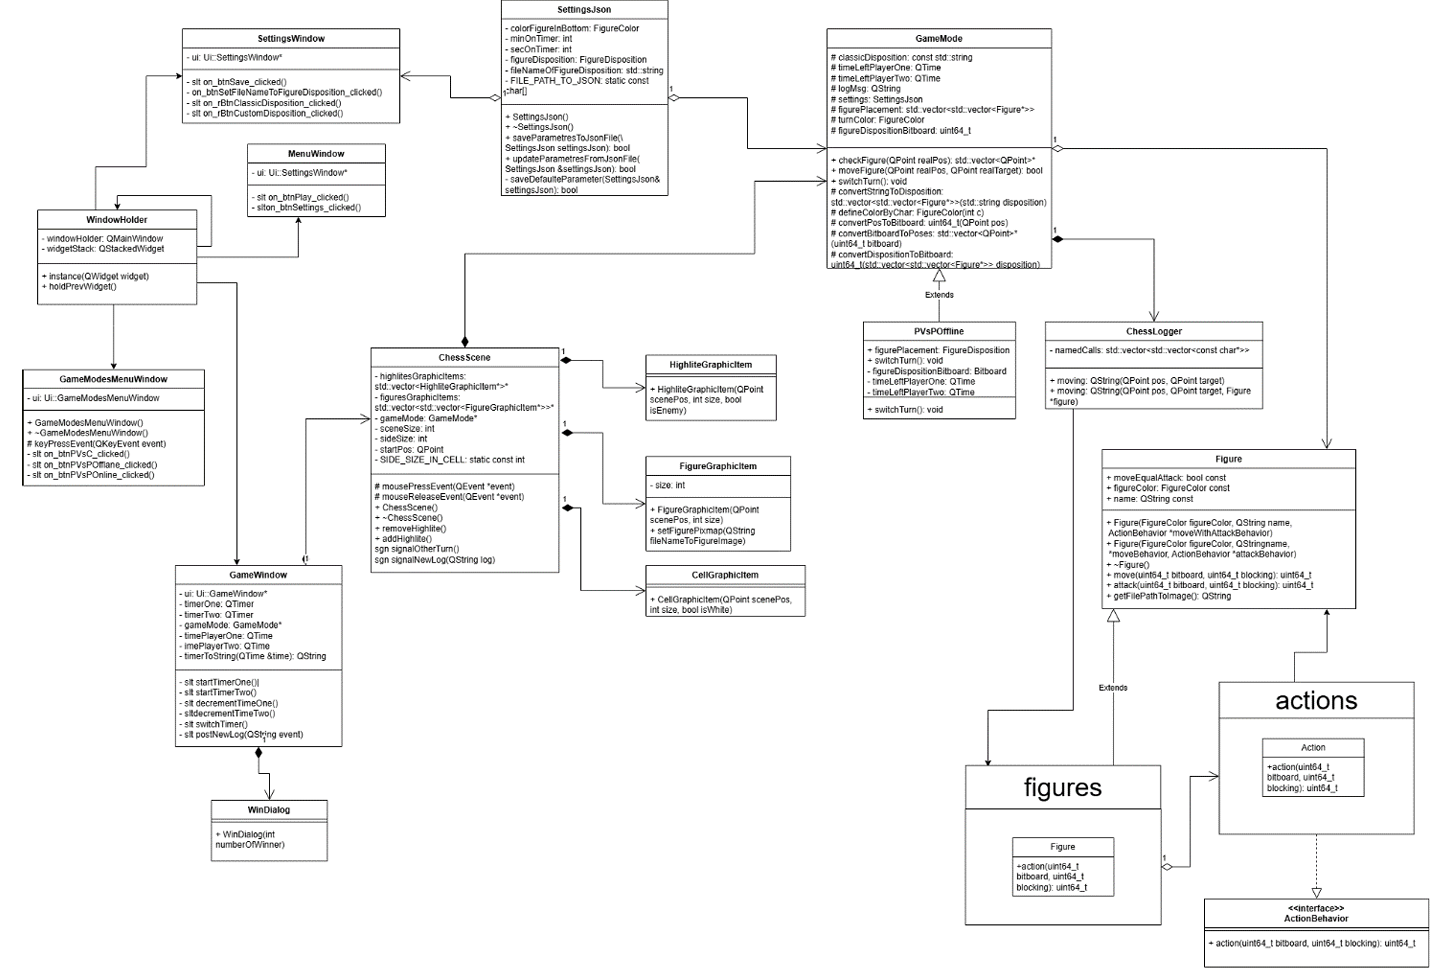 SettingsJson
- colorFigureInBottom: FigureColor
- minOnTimer: int
- secOnTimer: int
- figureDisposition: FigureDisposition
- fileNameOfFigureDisposition: std::string
- FILE_PATH_TO_JSON: static const
char[]
+ SettingsJson()
+ ~SettingsJson()
+ saveParametresToJsonFile(\
SettingsJson settingsJson): bool
+ updateParametresFromJsonFile(
SettingsJson &settingsJson): bool
- saveDefaulteParameter(SettingsJson&
settingsJson): bool
1
1
SettingsWindow
- ui: Ui::SettingsWindow*
- slt on_btnSave_clicked()
- on_btnSetFileNameToFigureDisposition_clicked()
- slt on_rBtnClassicDisposition_clicked()
- slt on_rBtnCustomDisposition_clicked()
GameMode
# classicDisposition: const std::string
# timeLeftPlayerOne: QTime
# timeLeftPlayerTwo: QTime
# logMsg: QString
# settings: SettingsJson
# figurePlacement: std::vector<std::vector<Figure*>>
# turnColor: FigureColor
# figureDispositionBitboard: uint64_t
+ checkFigure(QPoint realPos): std::vector<QPoint>*
+ moveFigure(QPoint realPos, QPoint realTarget): bool
+ switchTurn(): void
# convertStringToDisposition:
std::vector<std::vector<Figure*>>(std::string disposition)
# defineColorByChar: FigureColor(int c)
# convertPosToBitboard: uint64_t(QPoint pos)
# convertBitboardToPoses: std::vector<QPoint>*
(uint64_t bitboard)
# convertDispositionToBitboard:
uint64_t(std::vector<std::vector<Figure*>> disposition)
1
1
MenuWindow
- ui: Ui::SettingsWindow*
- slt on_btnPlay_clicked()
- slton_btnSettings_clicked()
WindowHolder
- windowHolder: QMainWindow
- widgetStack: QStackedWidget
+ instance(QWidget widget)
+ holdPrevWidget()
Extends
PVsPOffline
+ figurePlacement: FigureDisposition
+ switchTurn(): void
- figureDispositionBitboard: Bitboard
- timeLeftPlayerOne: QTime
- timeLeftPlayerTwo: QTime
+ switchTurn(): void
ChessLogger
- namedCalls: std::vector<std::vector<const char*>>
+ moving: QString(QPoint pos, QPoint target)
+ moving: QString(QPoint pos, QPoint target, Figure
*figure)
GameModesMenuWindow
- ui: Ui::GameModesMenuWindow
+ GameModesMenuWindow()
+ ~GameModesMenuWindow()
# keyPressEvent(QKeyEvent event)
- slt on_btnPVsC_clicked()
- slt on_btnPVsPOfflane_clicked()
- slt on_btnPVsPOnline_clicked()
ChessScene
- highlitesGraphicItems:
std::vector<HighliteGraphicItem*>*
- figuresGraphicItems:
std::vector<std::vector<FigureGraphicItem*>>*
- gameMode: GameMode*
- sceneSize: int
- sideSize: int
- startPos: QPoint
- SIDE_SIZE_IN_CELL: static const int
# mousePressEvent(QEvent *event)
# mouseReleaseEvent(QEvent *event)
+ ChessScene()
+ ~ChessScene()
+ removeHighlite()
+ addHighlite()
sgn signalOtherTurn()
sgn signalNewLog(QString log)
1
1
1
HighliteGraphicItem
+ HighliteGraphicItem(QPoint
scenePos, int size, bool
isEnemy)
FigureGraphicItem
- size: int
+ FigureGraphicItem(QPoint
scenePos, int size)
+ setFigurePixmap(QString
fileNameToFigureImage)
CellGraphicItem
+ CellGraphicItem(QPoint scenePos,
int size, bool isWhite)
Figure
+ moveEqualAttack: bool const
+ figureColor: FigureColor const
+ name: QString const
+ Figure(FigureColor figureColor, QString name,
ActionBehavior *moveWithAttackBehavior)
+ Figure(FigureColor figureColor, QStringname,
*moveBehavior, ActionBehavior *attackBehavior)
+ ~Figure()
+ move(uint64_t bitboard, uint64_t blocking): uint64_t
+ attack(uint64_t bitboard, uint64_t blocking): uint64_t
+ getFilePathToImage(): QString
1
GameWindow
- ui: Ui::GameWindow*
- timerOne: QTimer
- timerTwo: QTimer
- gameMode: GameMode*
- timePlayerOne: QTime
- imePlayerTwo: QTime
- timerToString(QTime &time): QString
- slt startTimerOne()|
- slt startTimerTwo()
- slt decrementTimeOne()
- sltdecrementTimeTwo()
- slt switchTimer()
- slt postNewLog(QString event)
1
WinDialog
+ WinDialog(int
numberOfWinner)
Extends
actions
Action
+action(uint64_t
bitboard, uint64_t
blocking): uint64_t
figures
Figure
+action(uint64_t
bitboard, uint64_t
blocking): uint64_t
1
<<interface>>
ActionBehavior
+ action(uint64_t bitboard, uint64_t blocking): uint64_t